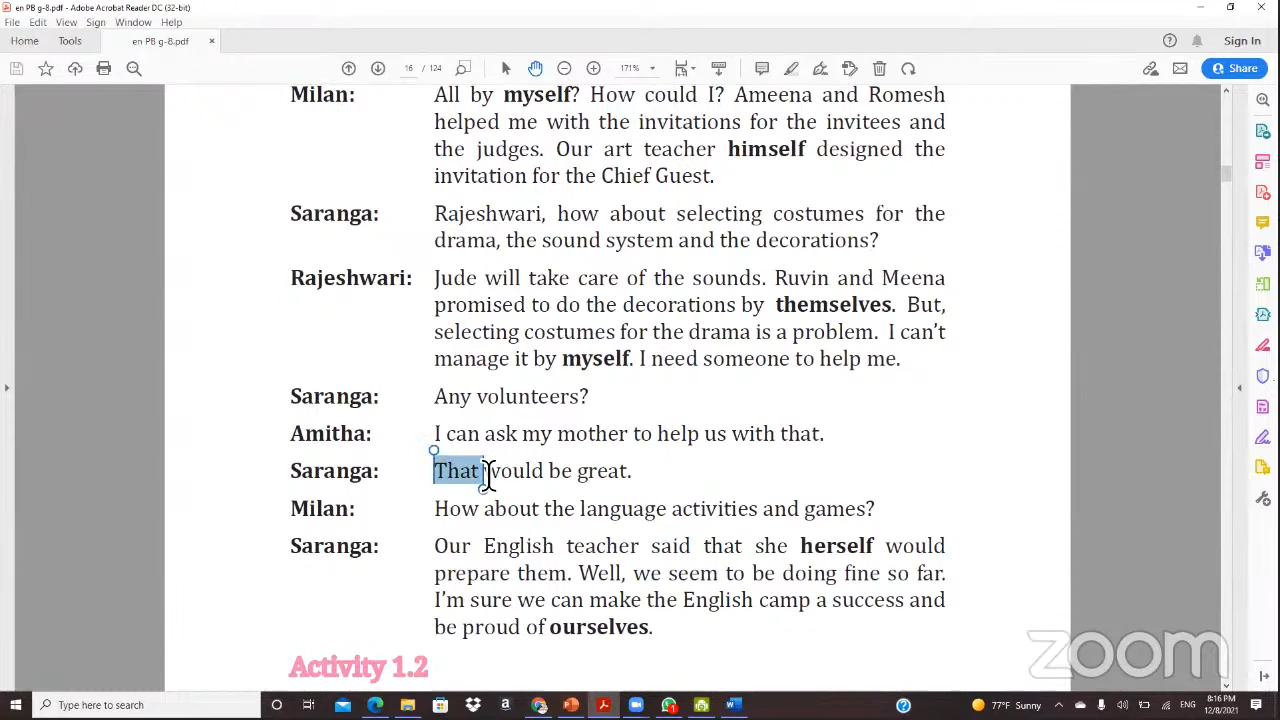 en PB g-8.pdf - Adobe Acrobat Reader DC (32-bit)
File Edit View Sign Window Help
Home Tools en PB g-8.pdf × Sign In
16 / 124 171% Share
Milan: All by myself? How could I? Ameena and Romesh
helped me with the invitations for the invitees and
the judges. Our art teacher himself designed the
invitation for the Chief Guest.
Saranga: Rajeshwari, how about selecting costumes for the
drama, the sound system and the decorations?
Rajeshwari: Jude will take care of the sounds. Ruvin and Meena
promised to do the decorations by themselves. But,
selecting costumes for the drama is a problem. I can't
manage it by myself. I need someone to help me.
Saranga: Any volunteers?
Amitha: I can ask my mother to help us with that.
Saranga: That would be great.
Milan: How about the language activities and games?
Saranga: Our English teacher said that she herself would
prepare them. Well, we seem to be doing fine so far.
I'm sure we can make the English camp a success and
be proud of ourselves.
zoom
Activity 1.2
Type here to search 77°F Sunny 8:16 PM
12/8/2021